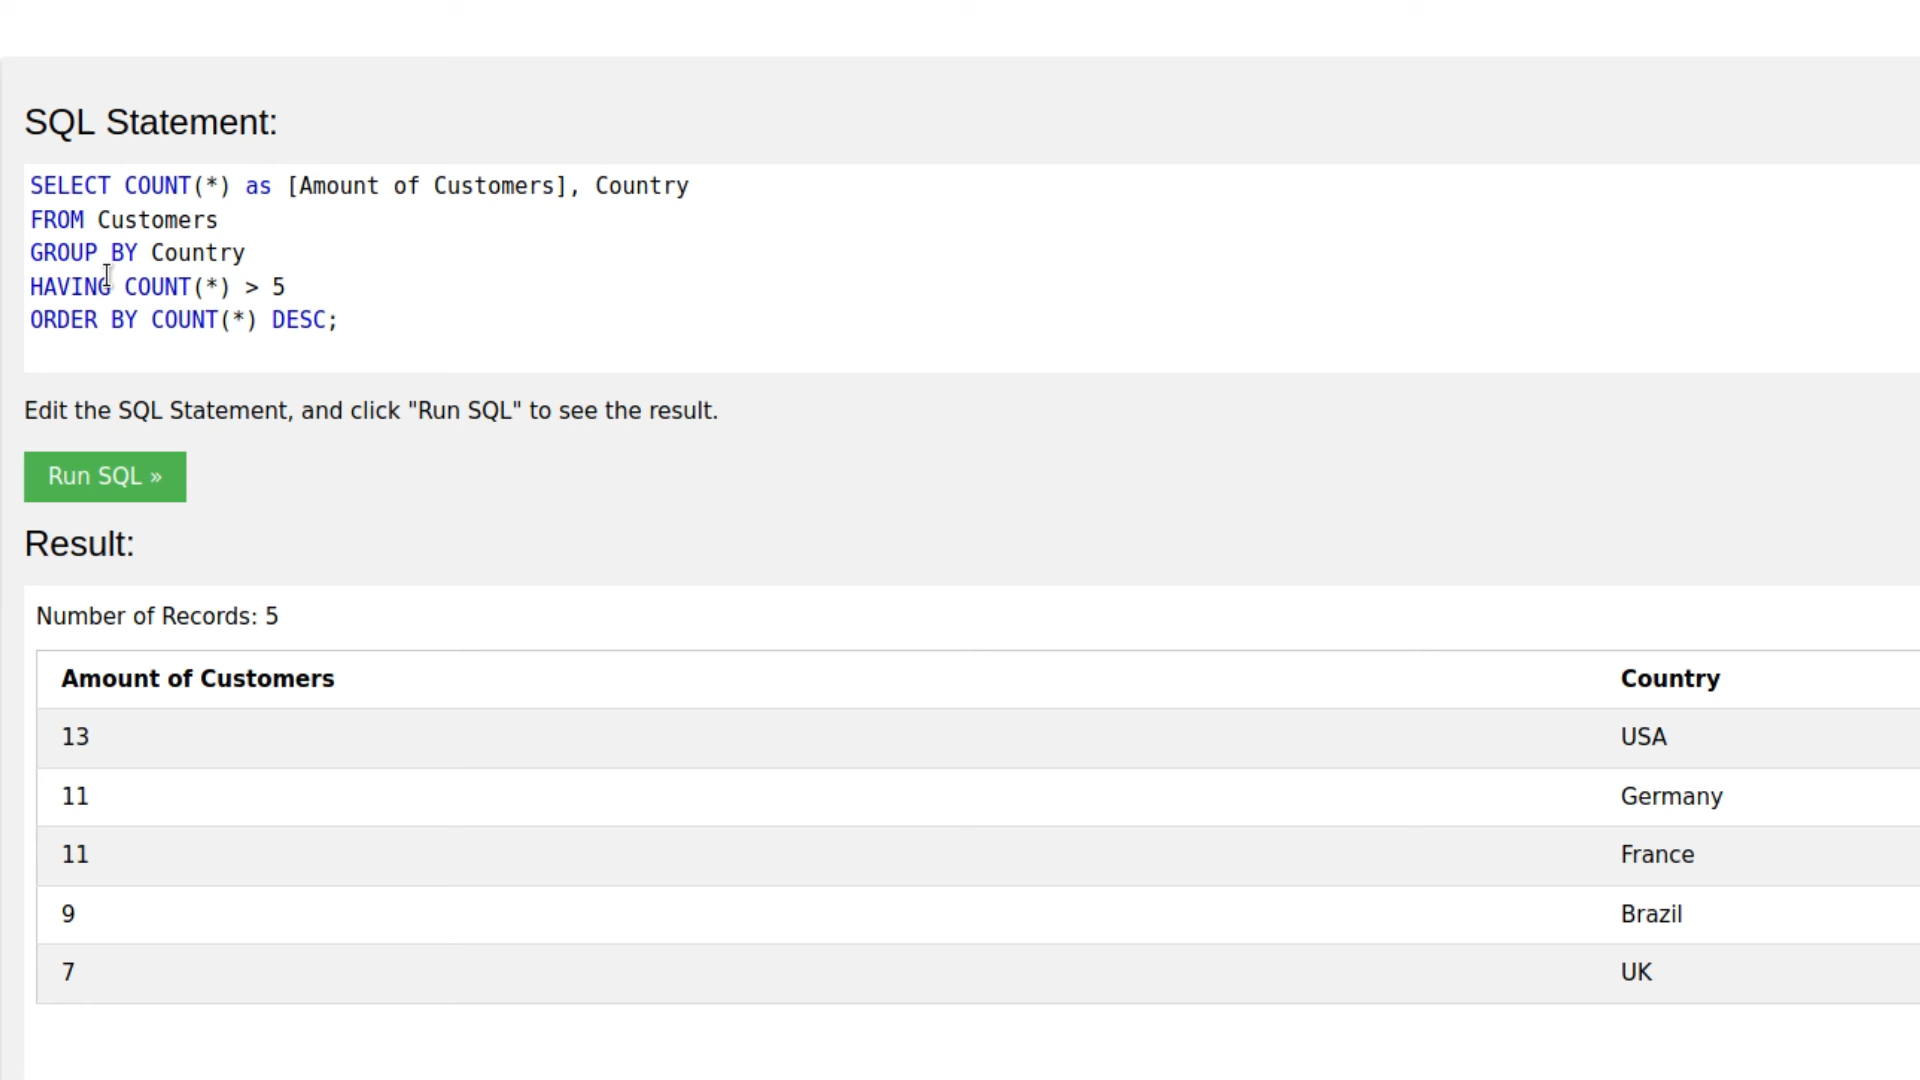 SQL Statement:
SELECT COUNT(*) as [Amount of Customers], Country
FROM Customers
GROUP BY Country
HAVING COUNT(*) > 5
ORDER BY COUNT(*) DESC;
Edit the SQL Statement, and click "Run SQL" to see the result.
Run SQL »
Result:
Number of Records: 5
Amount of Customers Country
13 USA
11 Germany
11 France
9 Brazil
7 UK